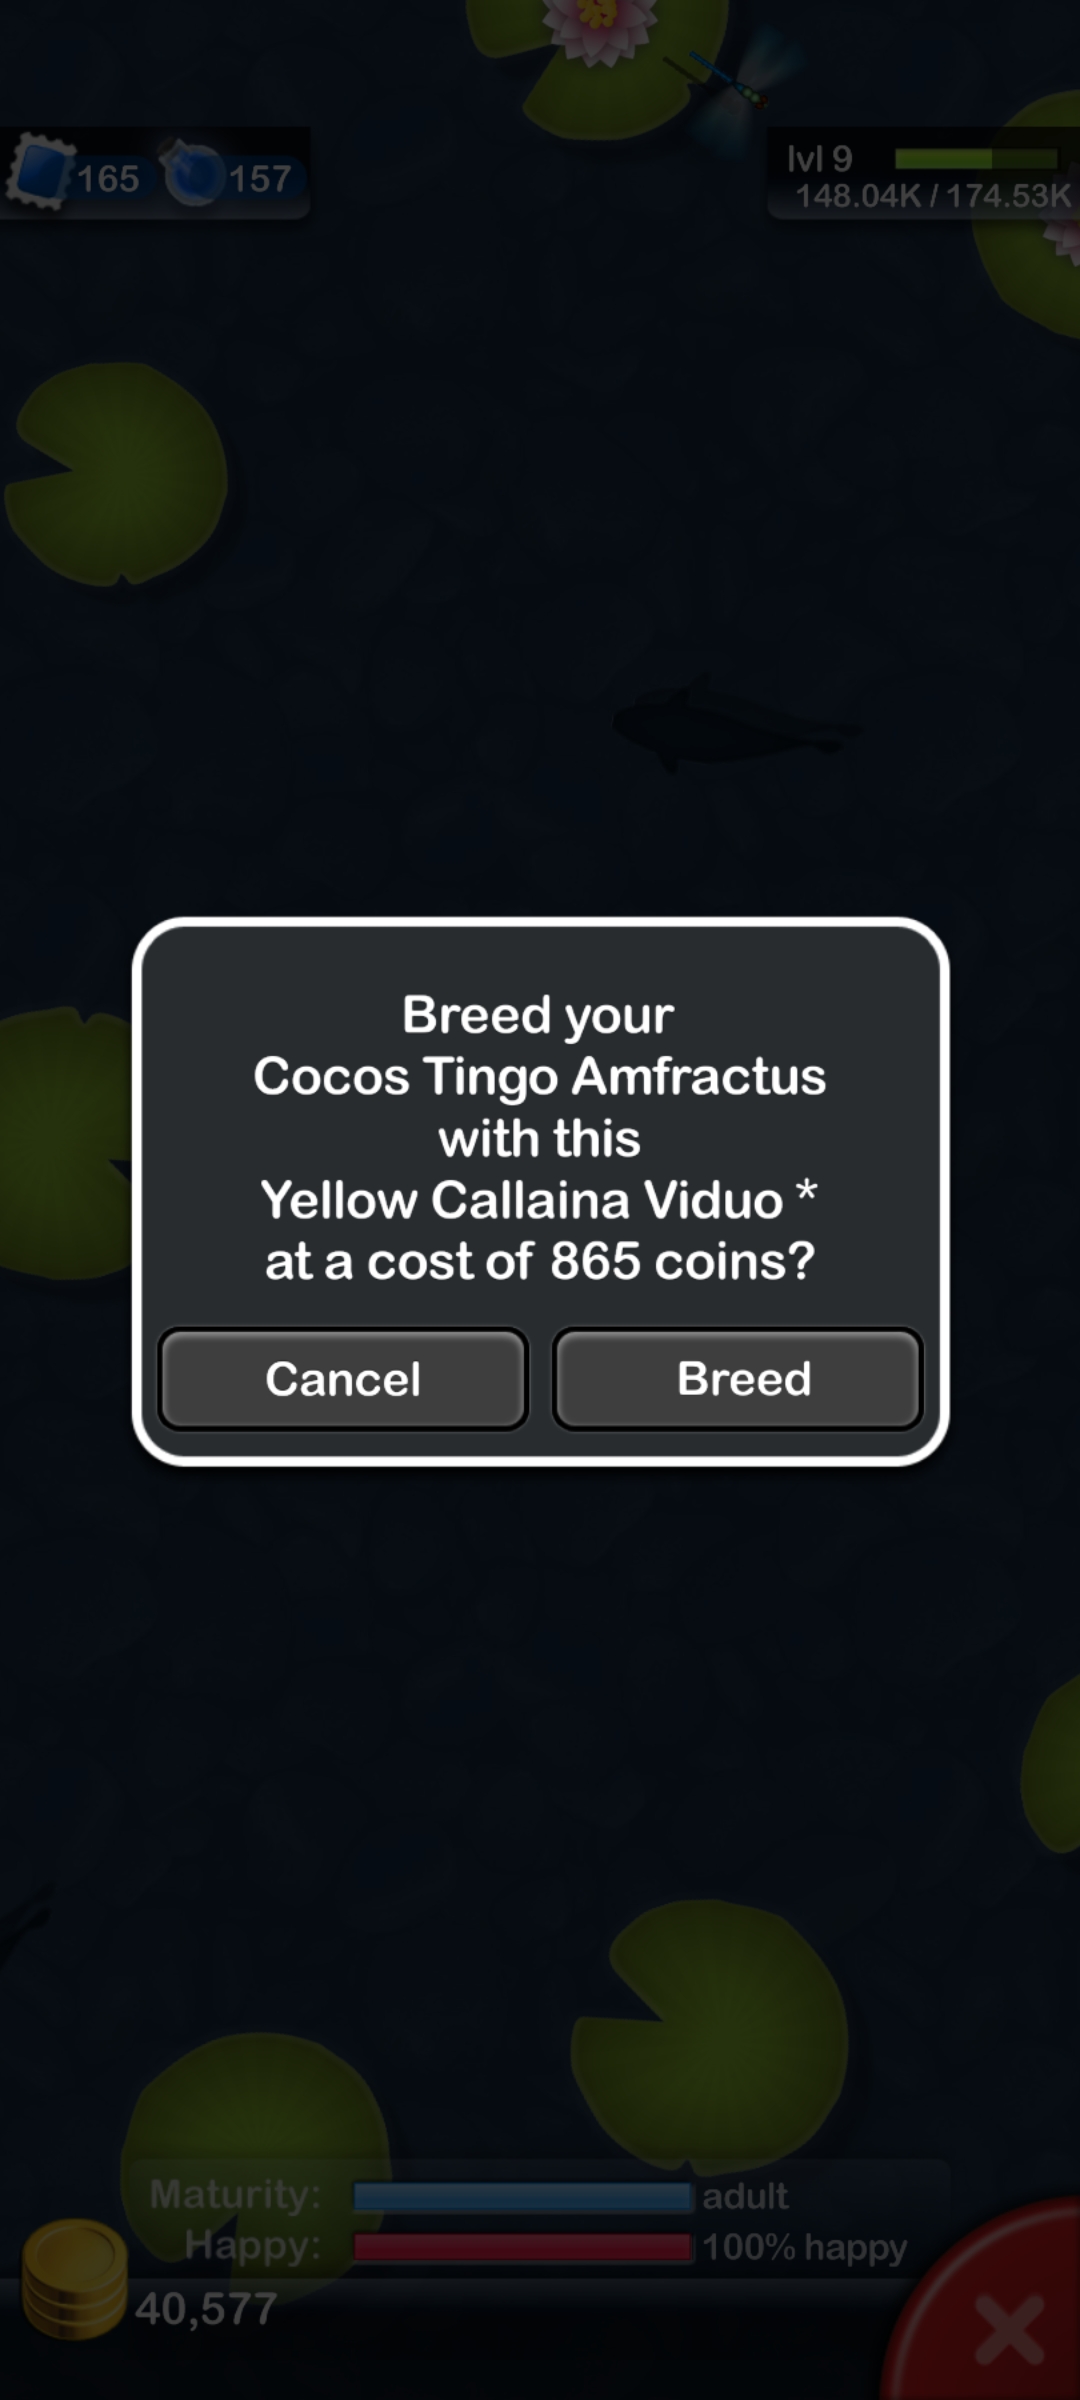 165 157
lvl 9
148.04K / 174.53K
Breed your
Cocos Tingo Amfractus
with this
Yellow Callaina Viduo *
at a cost of 865 coins?
Cancel Breed
Maturity: adult
Happy: 100% happy
40,577